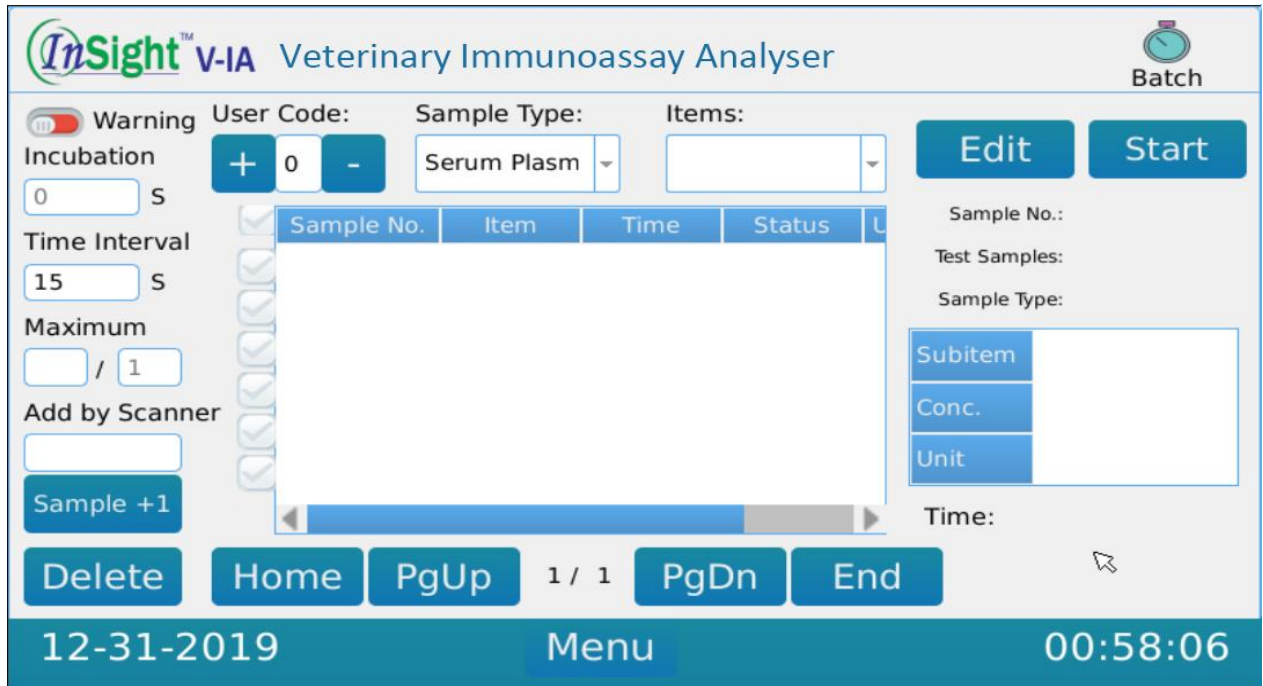 InSight™ V-IA Veterinary Immunoassay Analyser
Batch
Warning
Incubation
0 S
Time Interval
15 S
Maximum
/ 1
Add by Scanner
Sample +1
User Code:
+ 0 -
Sample Type:
Serum Plasm
Items:
Edit
Start
Sample No. Item Time Status U
Sample No.:
Test Samples:
Sample Type:
Subitem
Conc.
Unit
Time:
Delete
Home
PgUp
1 / 1
PgDn
End
12-31-2019
Menu
00:58:06